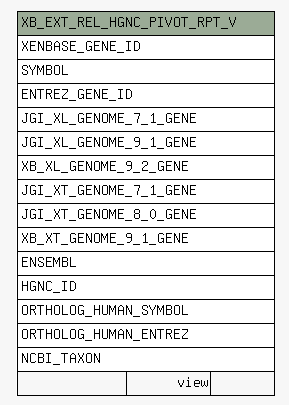 XB_EXT_REL_HGNC_PIVOT_RPT_V
XENBASE_GENE_ID
SYMBOL
ENTREZ_GENE_ID
JGI_XL_GENOME_7_1_GENE
JGI_XL_GENOME_9_1_GENE
XB_XL_GENOME_9_2_GENE
JGI_XT_GENOME_7_1_GENE
JGI_XT_GENOME_8_0_GENE
XB_XT_GENOME_9_1_GENE
ENSEMBL
HGNC_ID
ORTHOLOG_HUMAN_SYMBOL
ORTHOLOG_HUMAN_ENTREZ
NCBI_TAXON
view